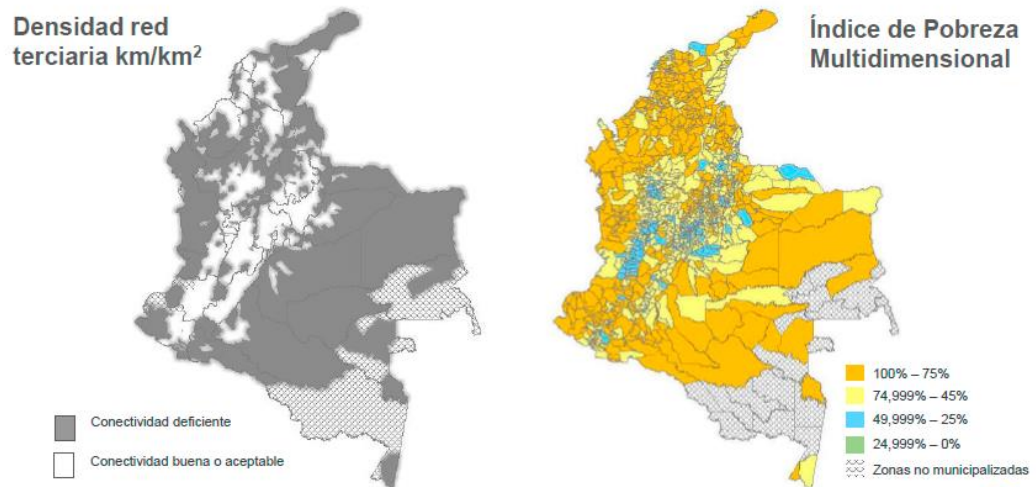 Densidad red
terciaria km/km²
Índice de Pobreza
Multidimensional
Conectividad deficiente
Conectividad buena o aceptable
100% – 75%
74,999% – 45%
49,999% – 25%
24,999% – 0%
Zonas no municipalizadas